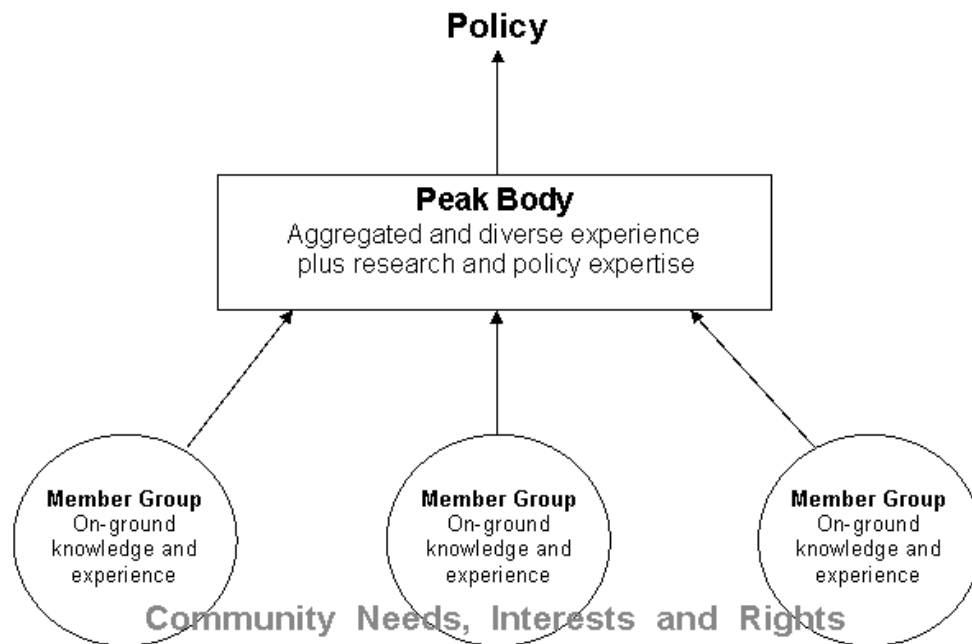 Policy
Peak Body
Aggregated and diverse experience
plus research and policy expertise
Member Group
On-ground
knowledge and
experience
Member Group
On-ground
knowledge and
experience
Member Group
On-ground
knowledge and
experience
Community Needs, Interests and Rights